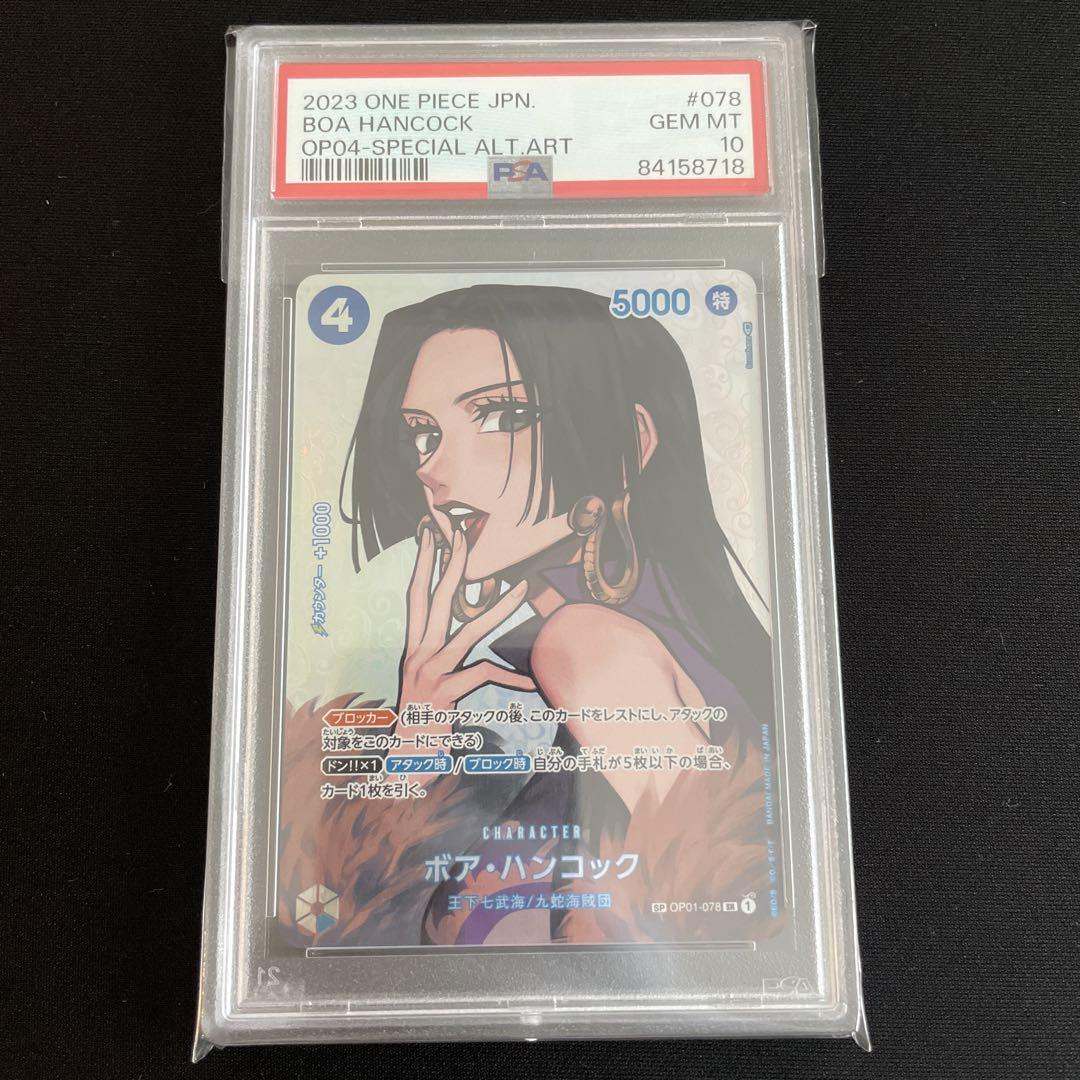 2023 ONE PIECE JPN. #078
BOA HANCOCK GEM MT
OP04-SPECIAL ALT.ART 10
PSA 84158718
4 5000 特
カウンター +1000
ブロッカー (相手のアタックの後、このカードをレストにし、アタックの
対象をこのカードにできる)
ドン!!×1 アタック時 / ブロック時 自分の手札が5枚以下の場合、
カード1枚を引く。
CHARACTER
ボア・ハンコック
王下七武海/九蛇海賊団
SP OP01-078 SR 1
BANDAI MADE IN JAPAN
PSA